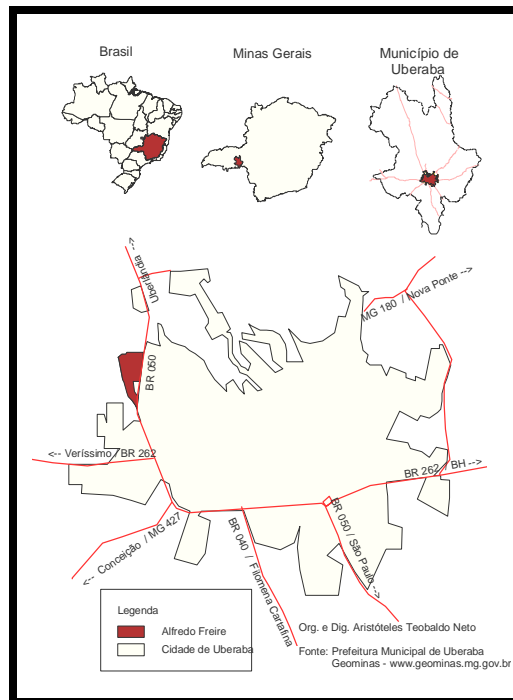 Brasil
Minas Gerais
Município de
Uberaba
<-- Uberlândia
MG 180 / Nova Ponte -->
BR 050
<-- Veríssimo / BR 262
BR 262 / BH -->
<-- Conceição / MG 427
BR 040 / Filomena Cartafina
BR 050 / São Paulo -->
Legenda
Alfredo Freire
Cidade de Uberaba
Org. e Dig. Aristóteles Teobaldo Neto
Fonte: Prefeitura Municipal de Uberaba
Geominas - www.geominas.mg.gov.br